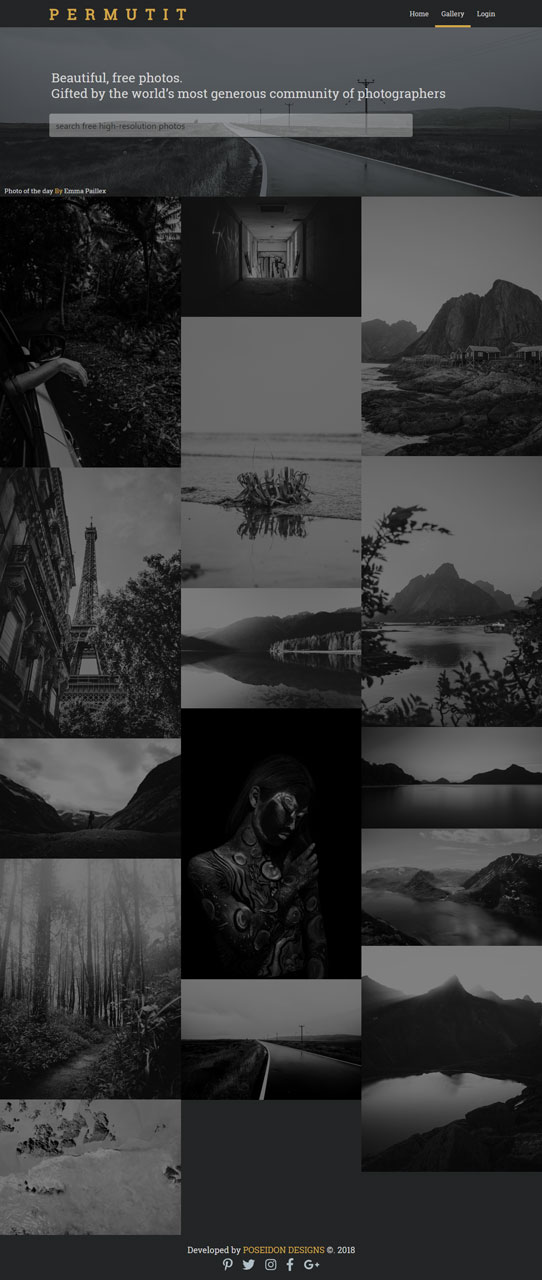 PERMUTIT
Home Gallery Login
Beautiful, free photos.
Gifted by the world's most generous community of photographers
search free high-resolution photos
Photo of the day By Emma Paillex
Developed by POSEIDON DESIGNS ©. 2018